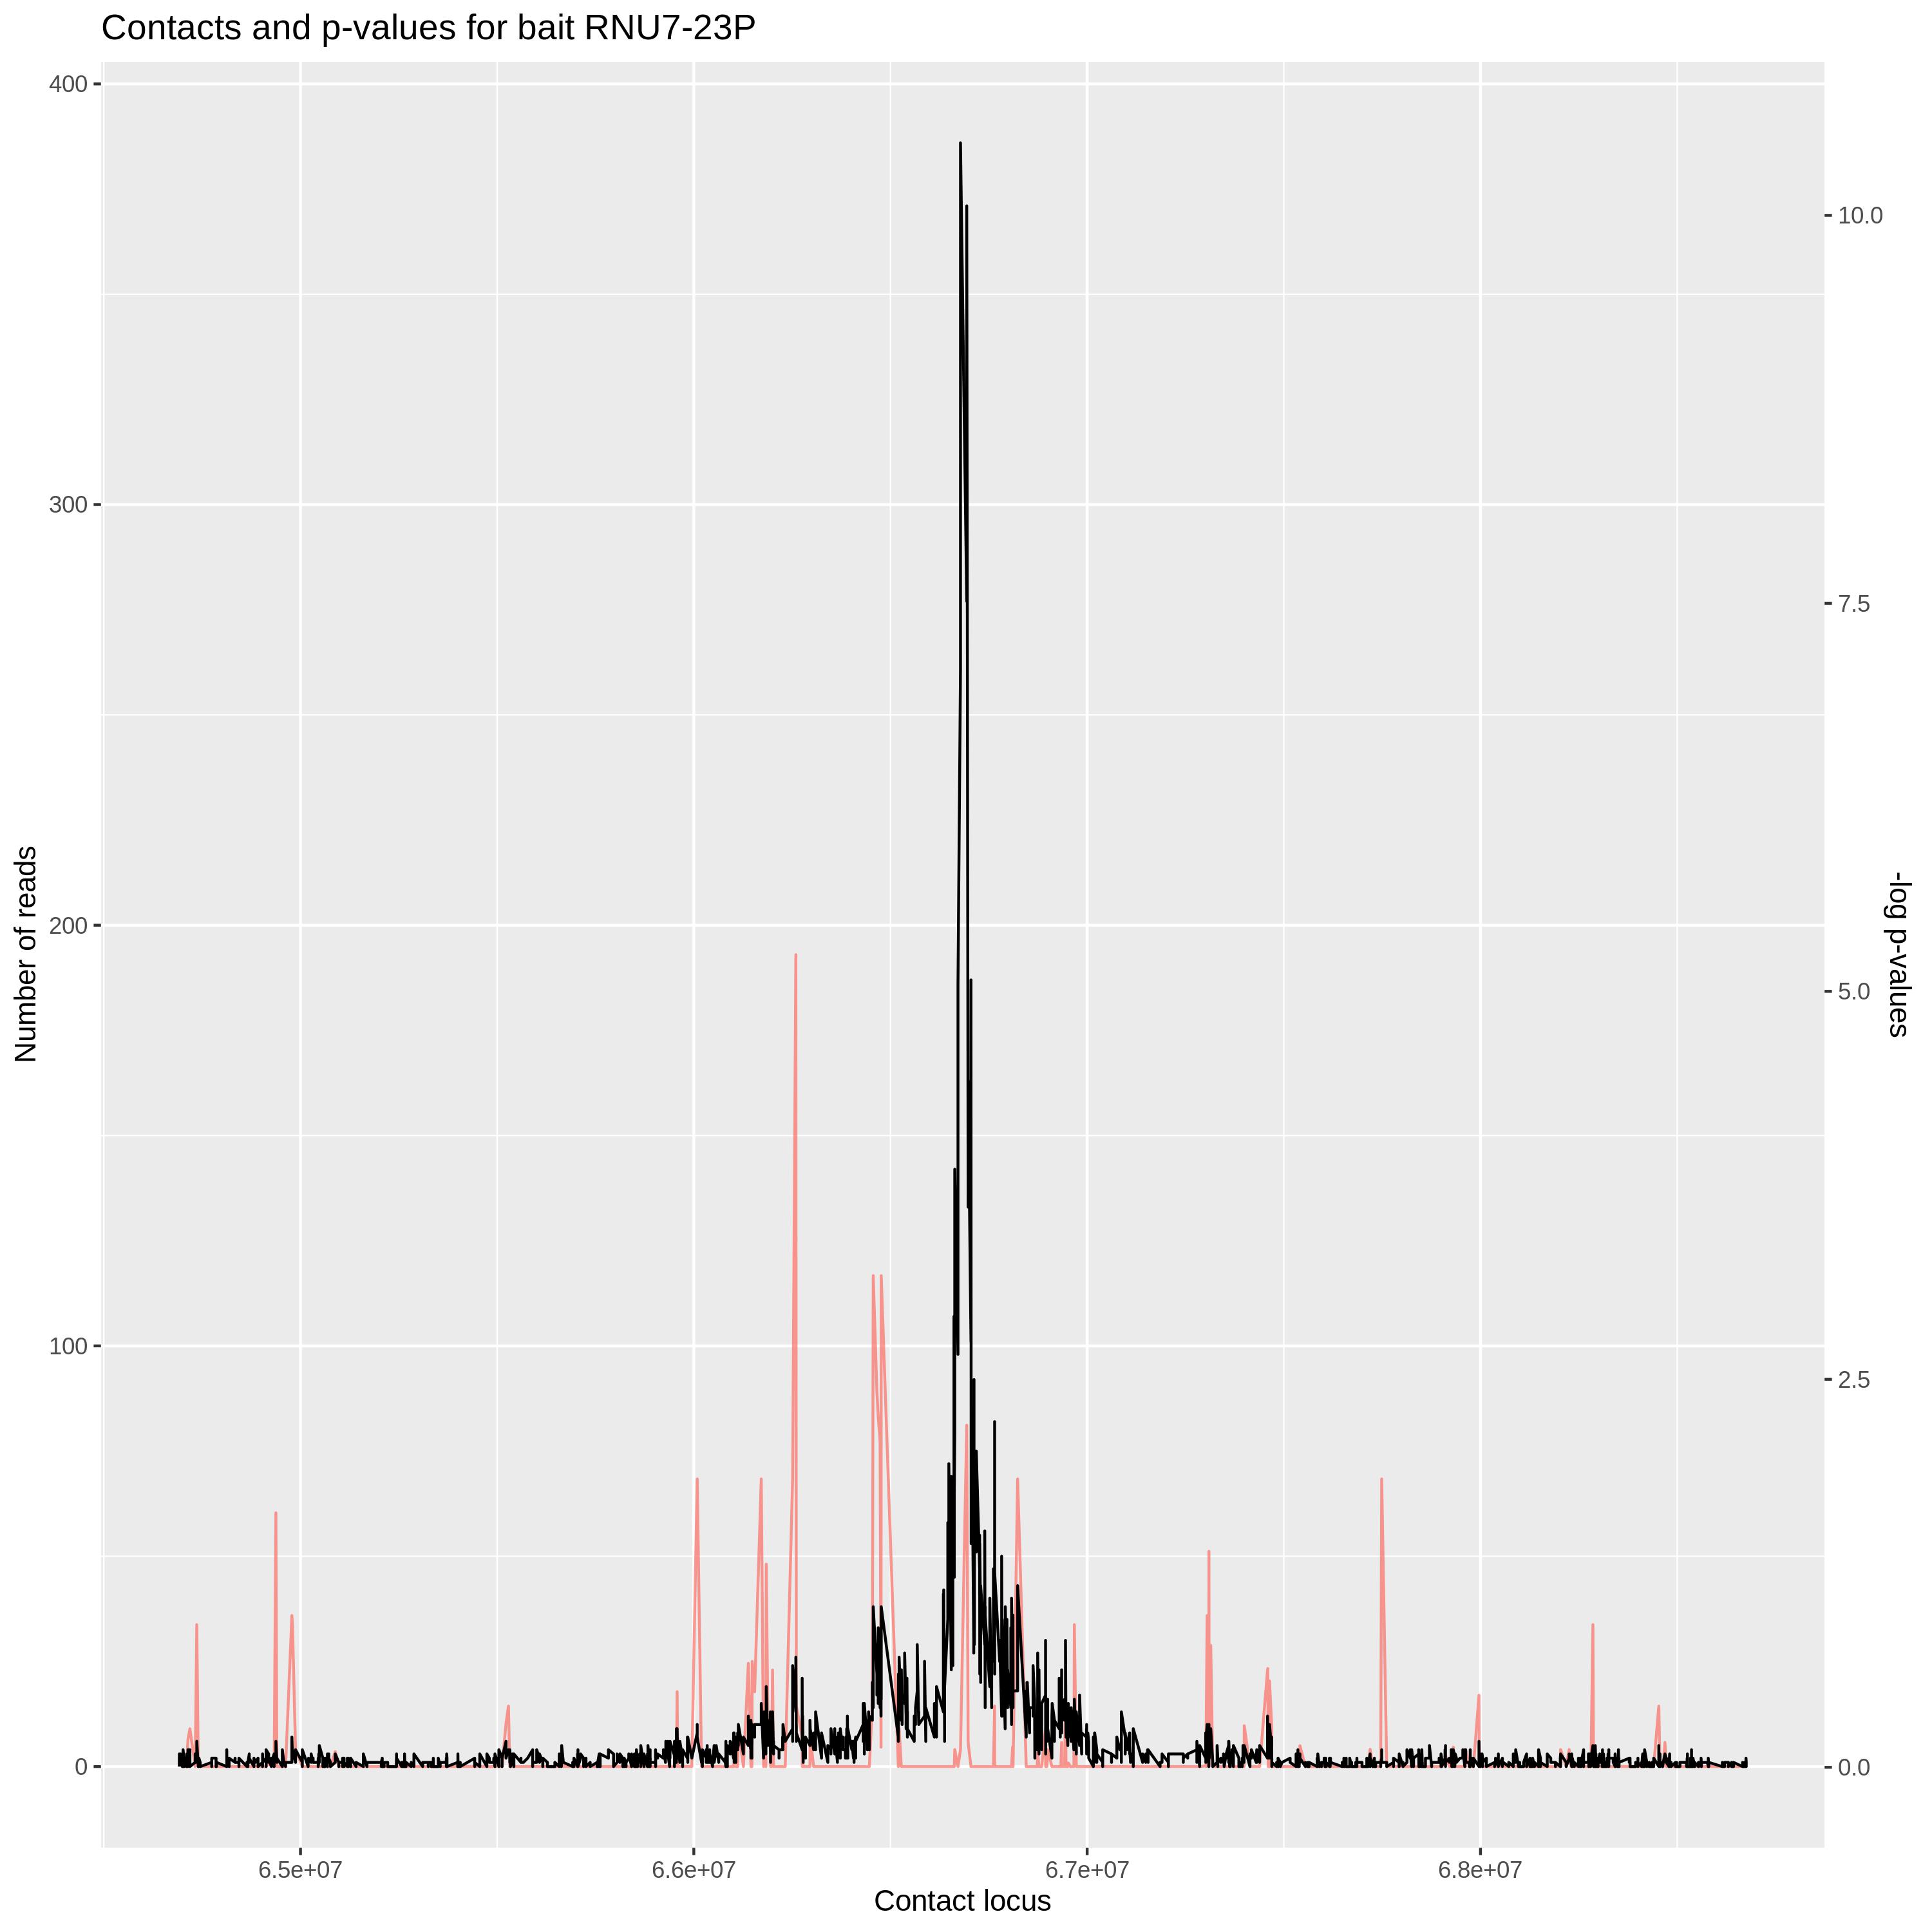 Contacts and p-values for bait RNU7-23P
400
300
200
100
0
10.0
7.5
5.0
2.5
0.0
Number of reads
-log p-values
6.5e+07
6.6e+07
6.7e+07
6.8e+07
Contact locus